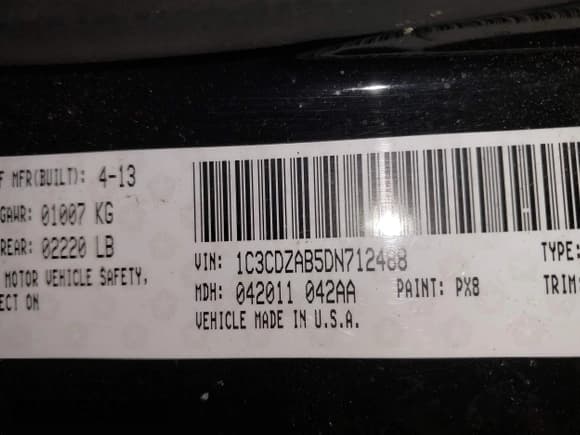 F MFR(BUILT): 4-13
GAWR: 01007 KG
REAR: 02220 LB
MOTOR VEHICLE SAFETY,
ECT ON
VIN: 1C3CDZAB5DN712488
TYPE:
MDH: 042011 042AA PAINT: PX8
TRIM:
VEHICLE MADE IN U.S.A.